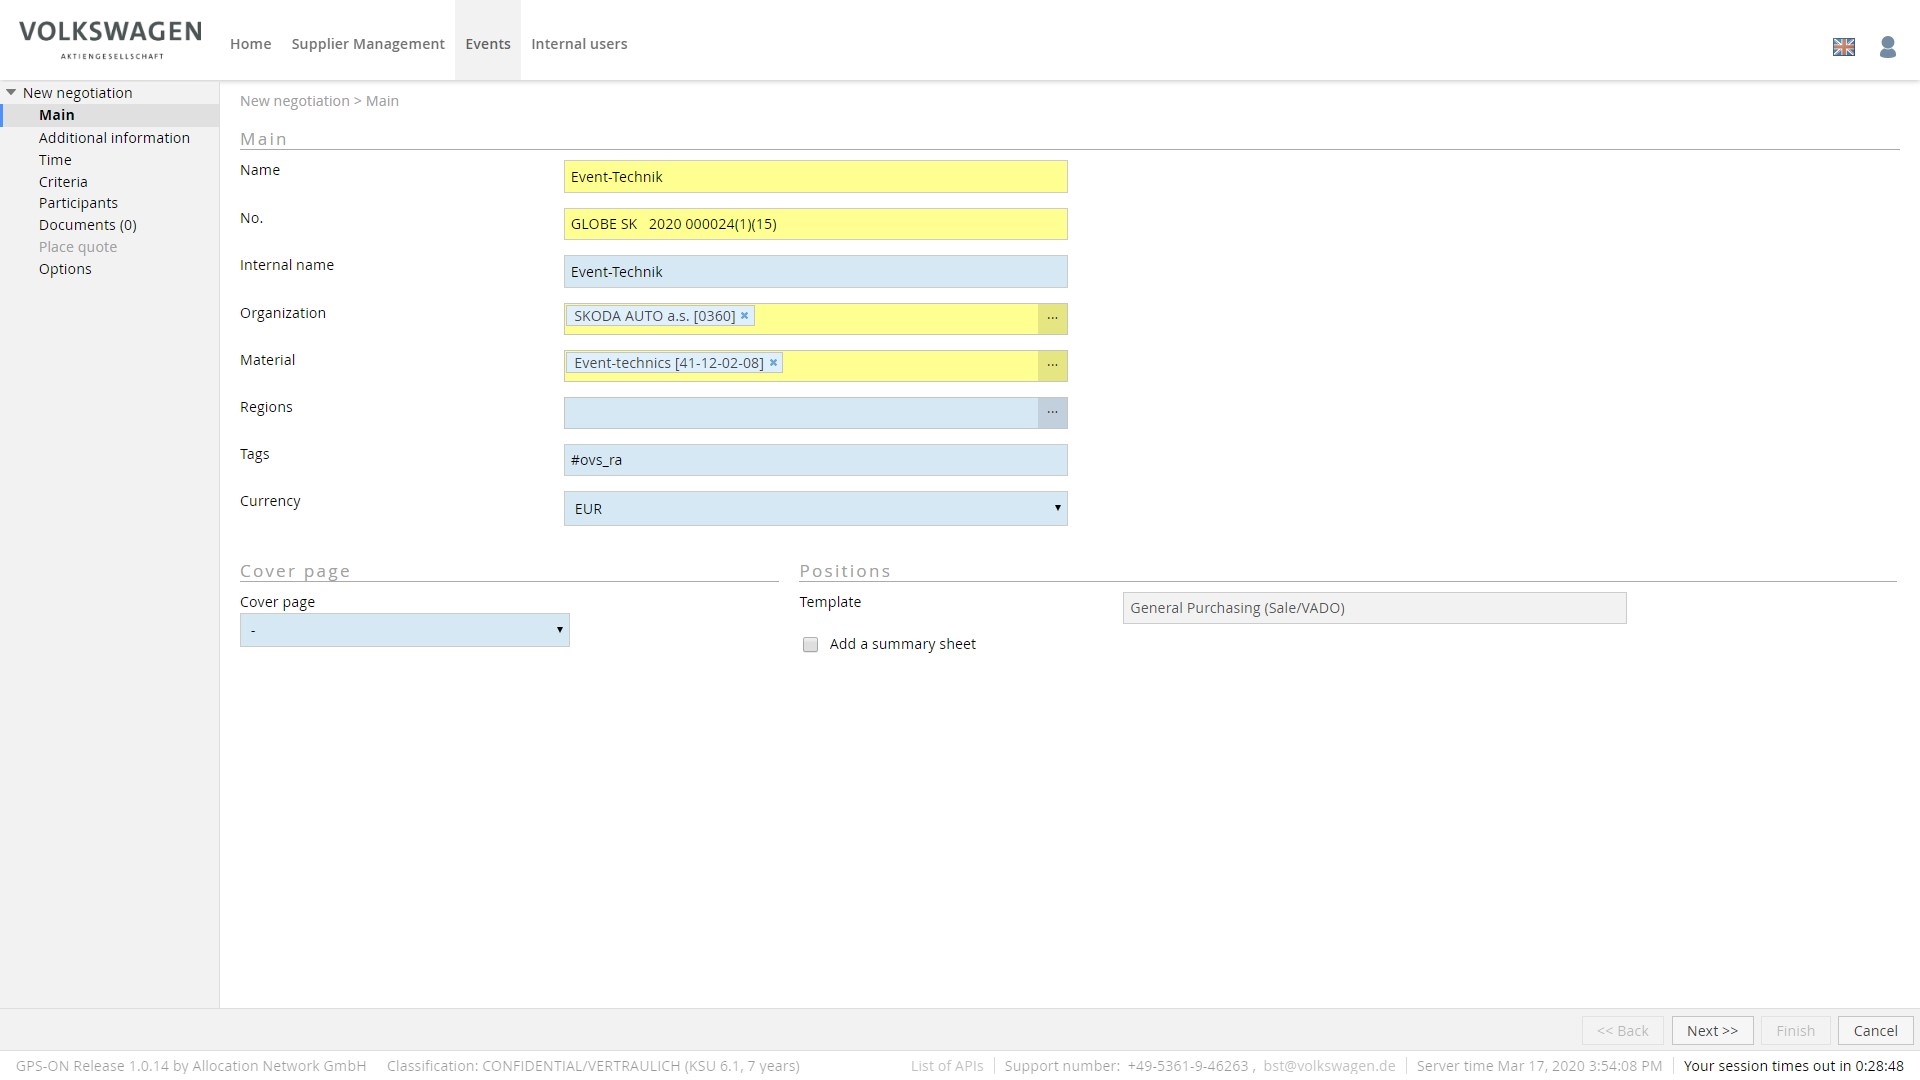 VOLKSWAGEN
AKTIENGESELLSCHAFT
Home Supplier Management Events Internal users
New negotiation
Main
Additional information
Time
Criteria
Participants
Documents (0)
Place quote
Options
New negotiation > Main
Main
Name Event-Technik
No. GLOBE SK   2020 000024(1)(15)
Internal name Event-Technik
Organization SKODA AUTO a.s. [0360] × ...
Material Event-technics [41-12-02-08] × ...
Regions ...
Tags #ovs_ra
Currency EUR
Cover page
Cover page
-
Positions
Template General Purchasing (Sale/VADO)
Add a summary sheet
<< Back Next >> Finish Cancel
GPS-ON Release 1.0.14 by Allocation Network GmbH Classification: CONFIDENTIAL/VERTRAULICH (KSU 6.1, 7 years) List of APIs Support number: +49-5361-9-46263 , bst@volkswagen.de Server time Mar 17, 2020 3:54:08 PM Your session times out in 0:28:48